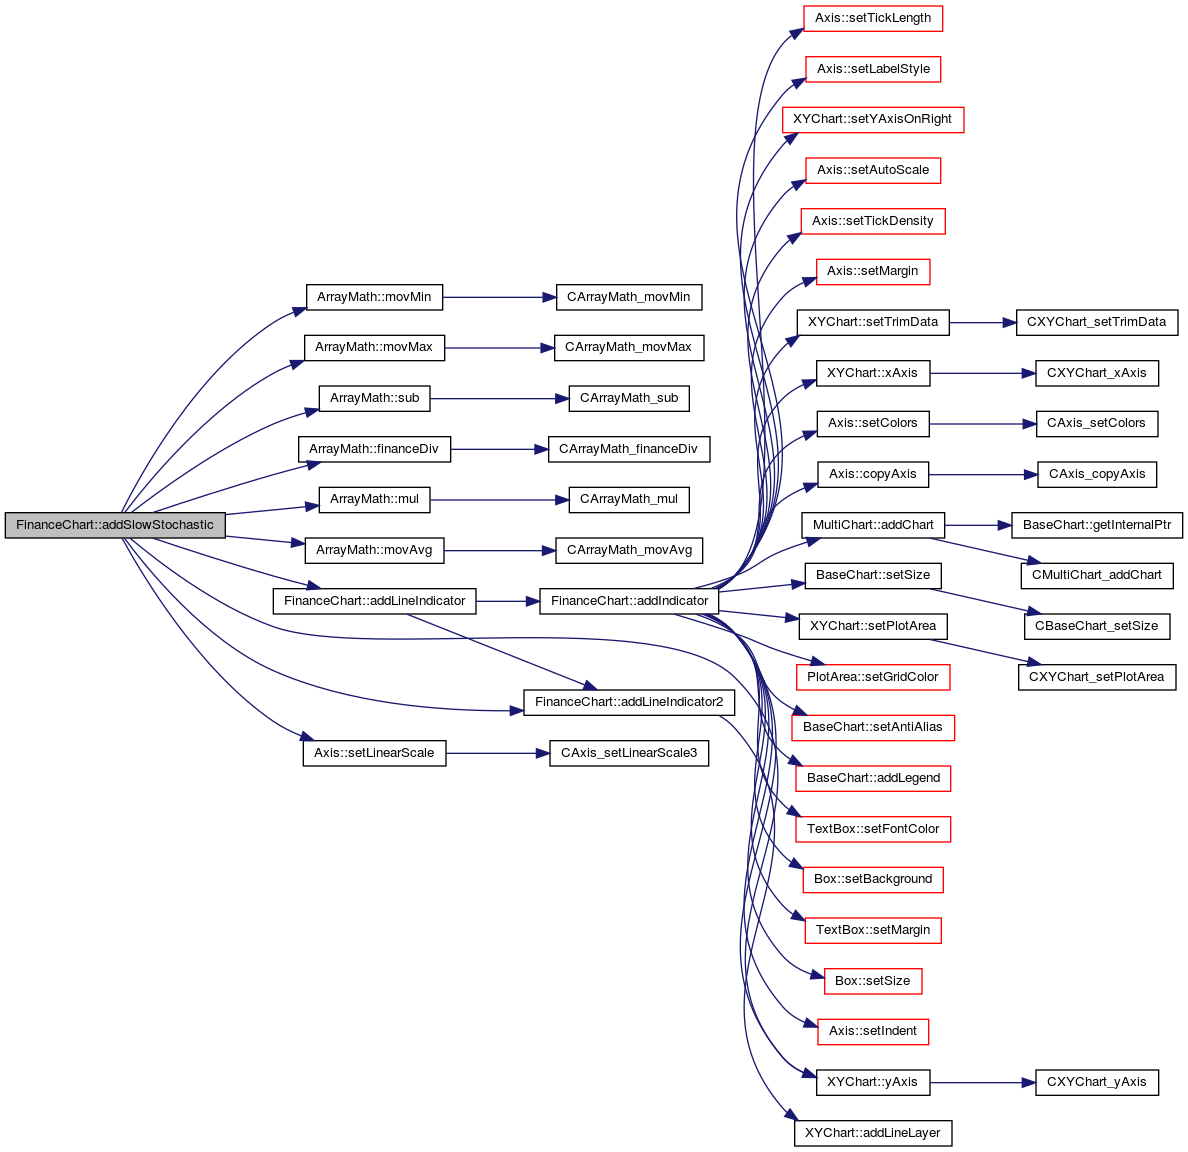 FinanceChart::addSlowStochastic
ArrayMath::movMin
CArrayMath_movMin
ArrayMath::movMax
CArrayMath_movMax
ArrayMath::sub
CArrayMath_sub
ArrayMath::financeDiv
CArrayMath_financeDiv
ArrayMath::mul
CArrayMath_mul
ArrayMath::movAvg
CArrayMath_movAvg
FinanceChart::addLineIndicator
FinanceChart::addIndicator
FinanceChart::addLineIndicator2
Axis::setLinearScale
CAxis_setLinearScale3
Axis::setTickLength
Axis::setLabelStyle
XYChart::setYAxisOnRight
Axis::setAutoScale
Axis::setTickDensity
Axis::setMargin
XYChart::setTrimData
CXYChart_setTrimData
XYChart::xAxis
CXYChart_xAxis
Axis::setColors
CAxis_setColors
Axis::copyAxis
CAxis_copyAxis
MultiChart::addChart
BaseChart::getInternalPtr
CMultiChart_addChart
BaseChart::setSize
CBaseChart_setSize
XYChart::setPlotArea
CXYChart_setPlotArea
PlotArea::setGridColor
BaseChart::setAntiAlias
BaseChart::addLegend
TextBox::setFontColor
Box::setBackground
TextBox::setMargin
Box::setSize
Axis::setIndent
XYChart::yAxis
CXYChart_yAxis
XYChart::addLineLayer